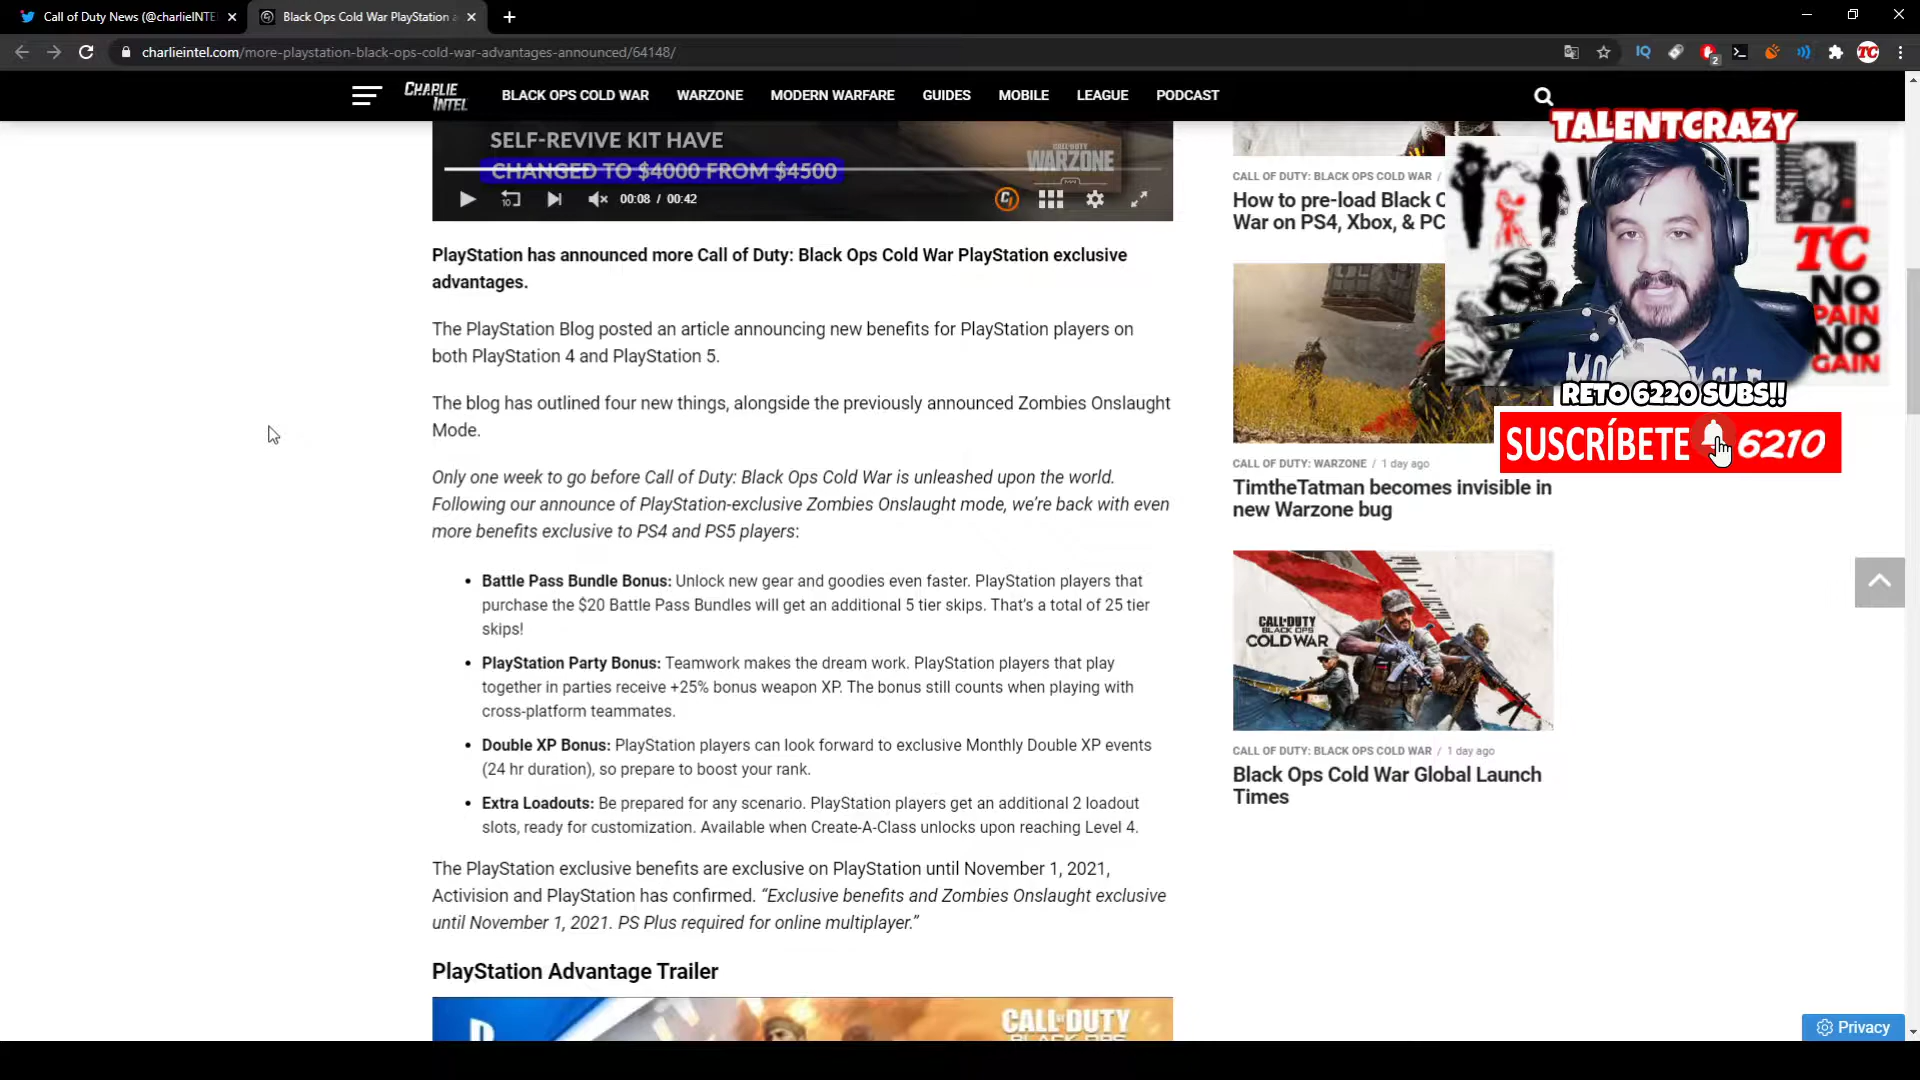 Call of Duty News (@charlieINTE
Black Ops Cold War PlayStation a
charlieintel.com/more-playstation-black-ops-cold-war-advantages-announced/64148/
IQ
2
TC
CHARLIE INTEL
BLACK OPS COLD WAR
WARZONE
MODERN WARFARE
GUIDES
MOBILE
LEAGUE
PODCAST
SELF-REVIVE KIT HAVE
CHANGED TO $4000 FROM $4500
CALL OF DUTY
WARZONE
10
00:08 / 00:42
PlayStation has announced more Call of Duty: Black Ops Cold War PlayStation exclusive
advantages.
The PlayStation Blog posted an article announcing new benefits for PlayStation players on
both PlayStation 4 and PlayStation 5.
The blog has outlined four new things, alongside the previously announced Zombies Onslaught
Mode.
Only one week to go before Call of Duty: Black Ops Cold War is unleashed upon the world.
Following our announce of PlayStation-exclusive Zombies Onslaught mode, we're back with even
more benefits exclusive to PS4 and PS5 players:
• Battle Pass Bundle Bonus: Unlock new gear and goodies even faster. PlayStation players that
purchase the $20 Battle Pass Bundles will get an additional 5 tier skips. That's a total of 25 tier
skips!
• PlayStation Party Bonus: Teamwork makes the dream work. PlayStation players that play
together in parties receive +25% bonus weapon XP. The bonus still counts when playing with
cross-platform teammates.
• Double XP Bonus: PlayStation players can look forward to exclusive Monthly Double XP events
(24 hr duration), so prepare to boost your rank.
• Extra Loadouts: Be prepared for any scenario. PlayStation players get an additional 2 loadout
slots, ready for customization. Available when Create-A-Class unlocks upon reaching Level 4.
The PlayStation exclusive benefits are exclusive on PlayStation until November 1, 2021,
Activision and PlayStation has confirmed. "Exclusive benefits and Zombies Onslaught exclusive
until November 1, 2021. PS Plus required for online multiplayer."
PlayStation Advantage Trailer
CALL OF DUTY
BLACK OPS
CALL OF DUTY: BLACK OPS COLD WAR /
How to pre-load Black
War on PS4, Xbox, & PC
CALL OF DUTY: WARZONE / 1 day ago
TimtheTatman becomes invisible in
new Warzone bug
CALL OF DUTY
BLACK OPS
COLD WAR
CALL OF DUTY: BLACK OPS COLD WAR / 1 day ago
Black Ops Cold War Global Launch
Times
TALENTCRAZY
TC
NO
PAIN
NO
GAIN
RETO 6220 SUBS!!
SUSCRÍBETE 6210
Privacy